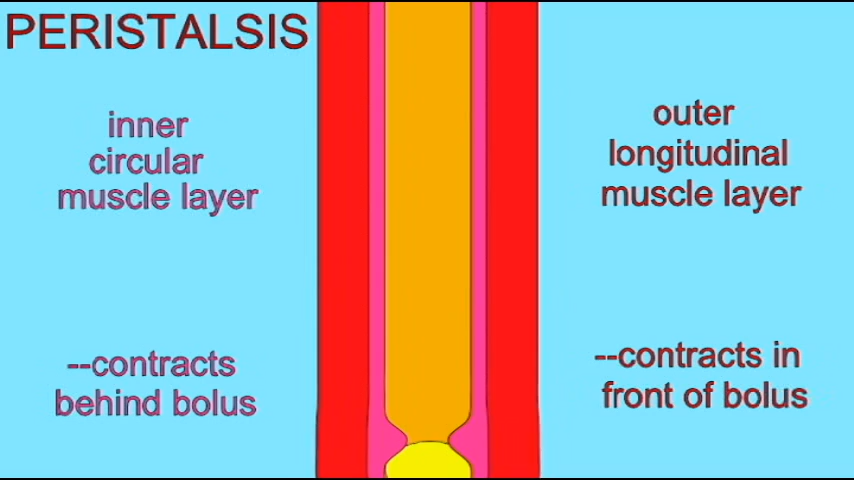 PERISTALSIS
inner
circular
muscle layer
--contracts
behind bolus
outer
longitudinal
muscle layer
--contracts in
front of bolus